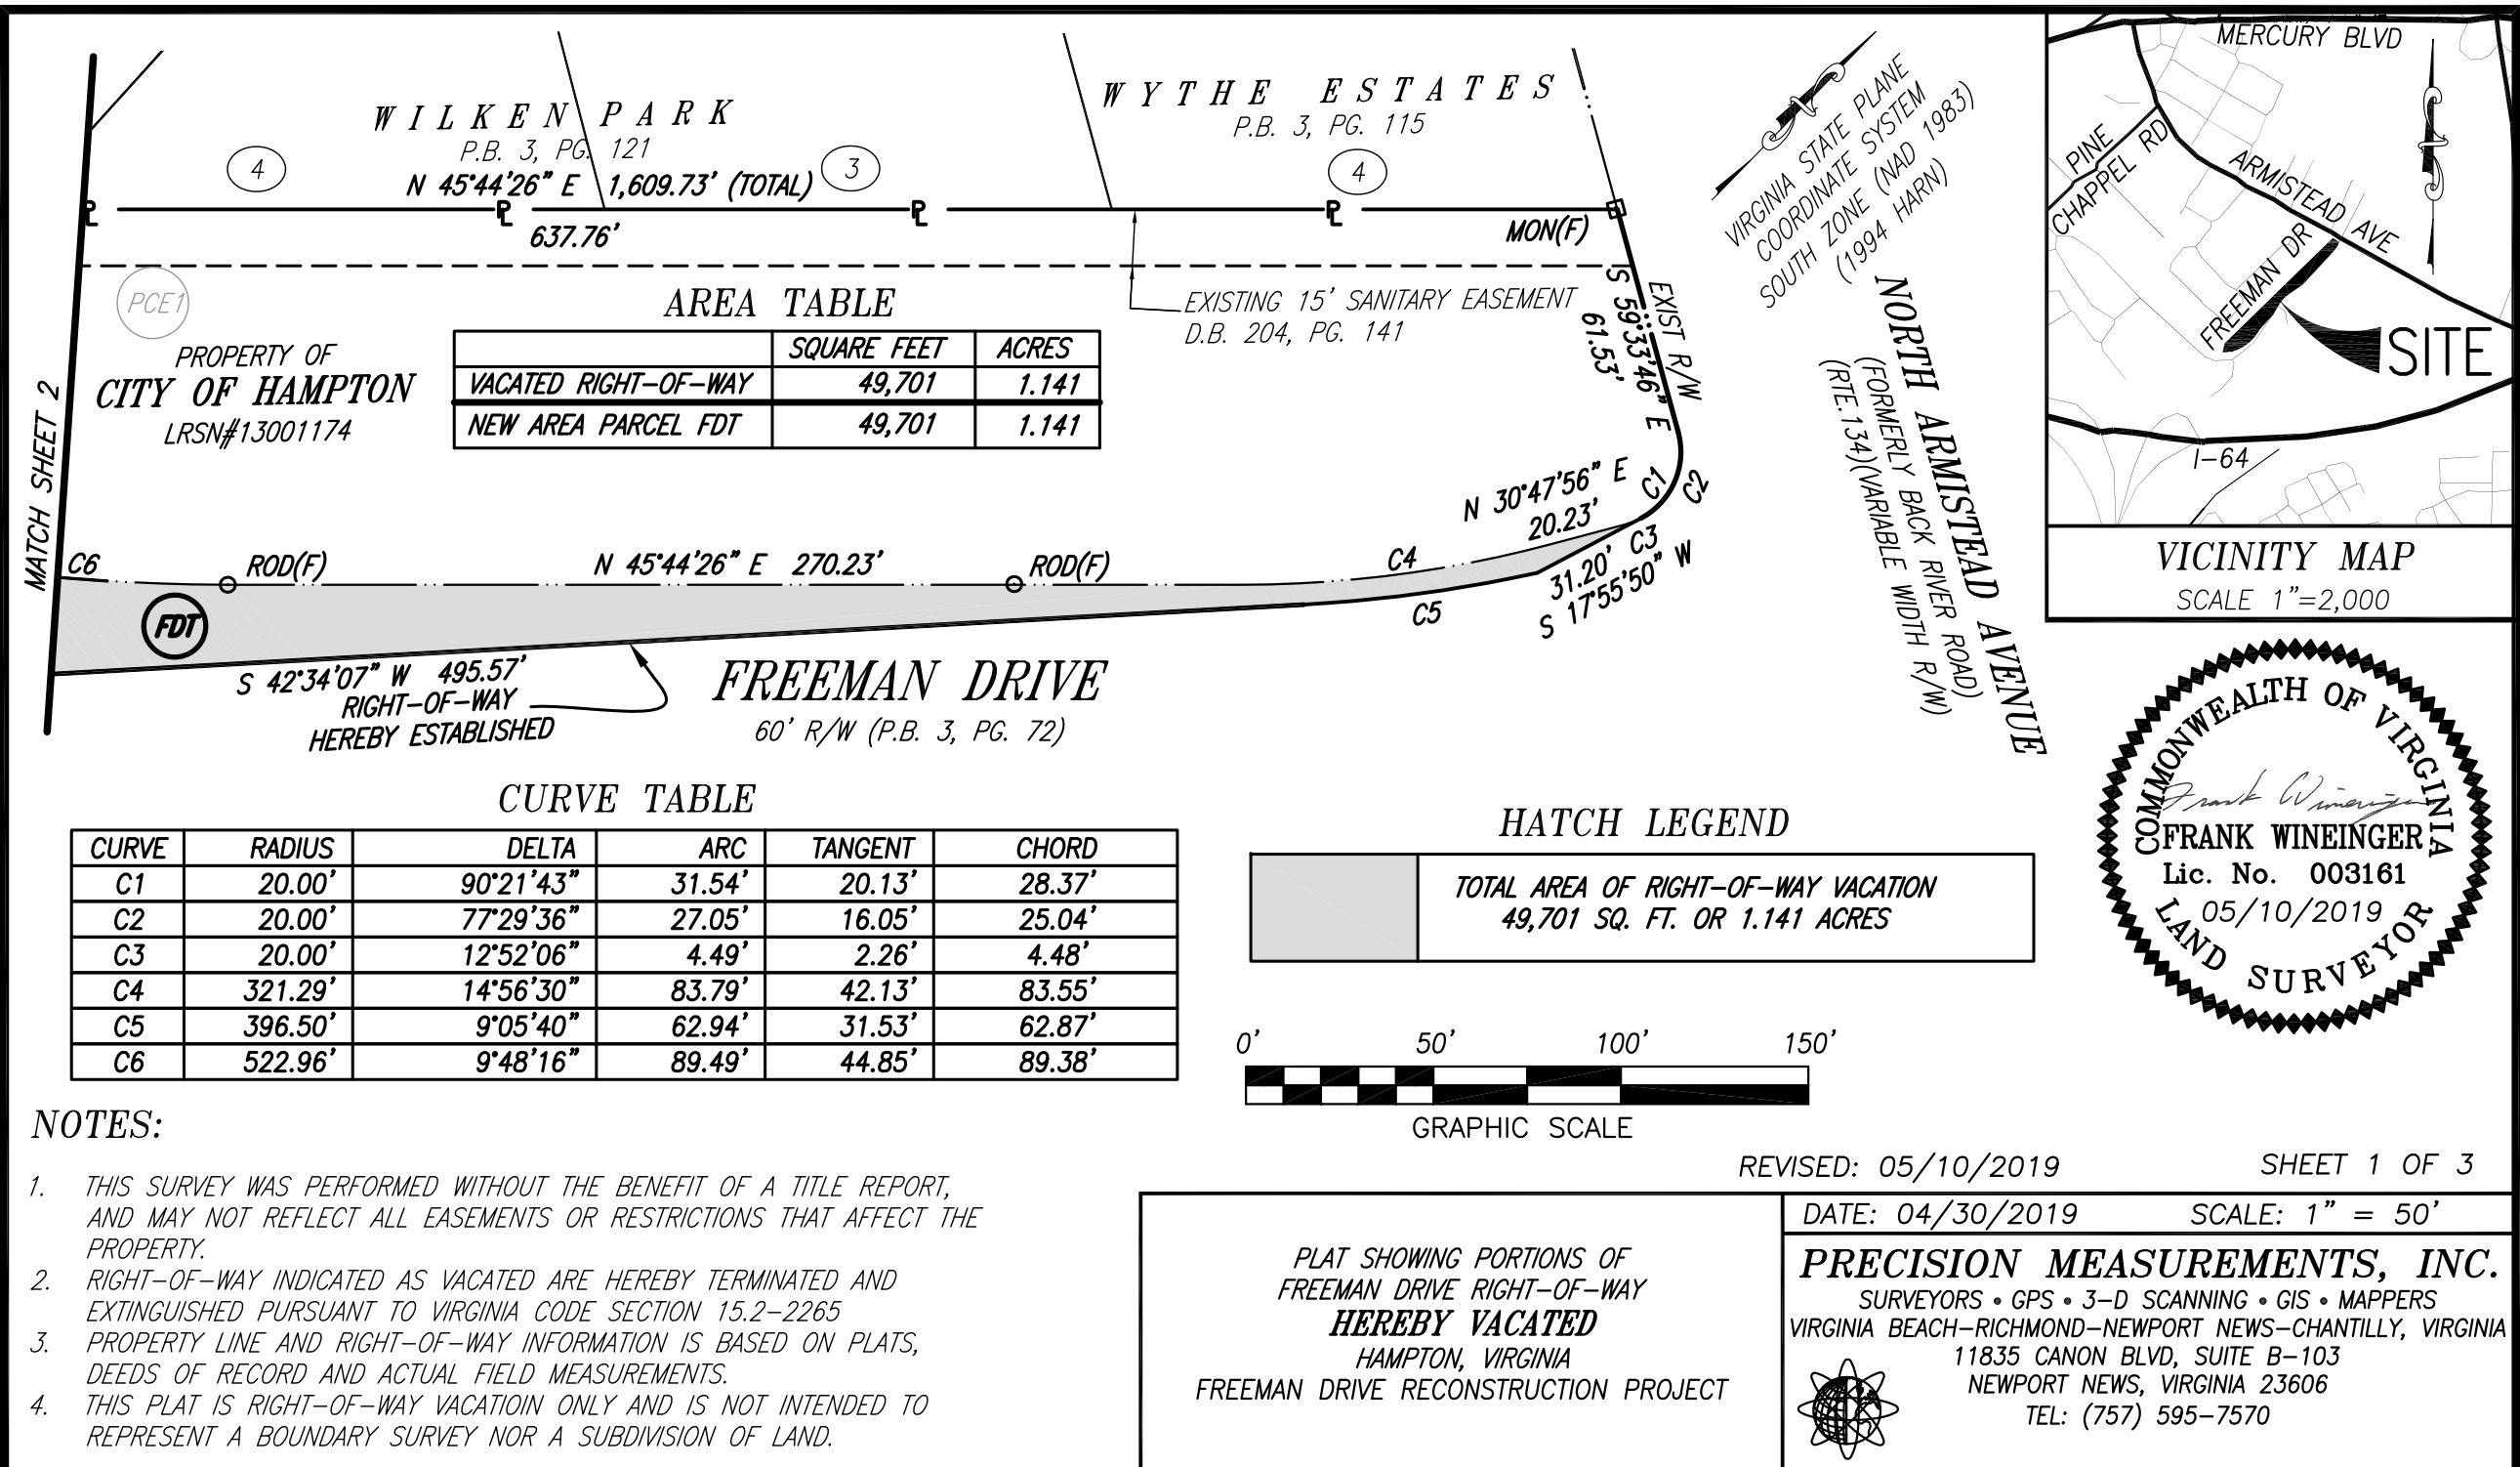 WILKEN PARK
P.B. 3, PG. 121
4
3
N 45°44'26" E 1,609.73' (TOTAL)
PL
PL
PL
PL
637.76'
WYTHE ESTATES
P.B. 3, PG. 115
4
MON(F)
VIRGINIA STATE PLANE
COORDINATE SYSTEM
SOUTH ZONE (NAD 1983)
(1994 HARN)
MERCURY BLVD
PINE
CHAPPEL RD
ARMISTEAD AVE
FREEMAN DR
SITE
I-64
VICINITY MAP
SCALE 1"=2,000
MATCH SHEET 2
PCE1
PROPERTY OF
CITY OF HAMPTON
LRSN#13001174
AREA TABLE
SQUARE FEET ACRES
VACATED RIGHT-OF-WAY 49,701 1.141
NEW AREA PARCEL FDT 49,701 1.141
EXISTING 15' SANITARY EASEMENT
D.B. 204, PG. 141
EXIST R/W
S 59°33'46" E
61.53'
NORTH ARMISTEAD AVENUE
(FORMERLY BACK RIVER ROAD)
(RTE.134)(VARIABLE WIDTH R/W)
N 30°47'56" E
20.23'
C1
C2
C3
31.20'
S 17°55'50" W
C4
C5
C6
ROD(F)
N 45°44'26" E 270.23'
ROD(F)
FDT
S 42°34'07" W 495.57'
RIGHT-OF-WAY
HEREBY ESTABLISHED
FREEMAN DRIVE
60' R/W (P.B. 3, PG. 72)
CURVE TABLE
CURVE RADIUS DELTA ARC TANGENT CHORD
C1 20.00' 90°21'43" 31.54' 20.13' 28.37'
C2 20.00' 77°29'36" 27.05' 16.05' 25.04'
C3 20.00' 12°52'06" 4.49' 2.26' 4.48'
C4 321.29' 14°56'30" 83.79' 42.13' 83.55'
C5 396.50' 9°05'40" 62.94' 31.53' 62.87'
C6 522.96' 9°48'16" 89.49' 44.85' 89.38'
HATCH LEGEND
TOTAL AREA OF RIGHT-OF-WAY VACATION
49,701 SQ. FT. OR 1.141 ACRES
0' 50' 100' 150'
GRAPHIC SCALE
COMMONWEALTH OF VIRGINIA
Frank Wineinger
FRANK WINEINGER
Lic. No. 003161
05/10/2019
LAND SURVEYOR
NOTES:
1. THIS SURVEY WAS PERFORMED WITHOUT THE BENEFIT OF A TITLE REPORT,
AND MAY NOT REFLECT ALL EASEMENTS OR RESTRICTIONS THAT AFFECT THE
PROPERTY.
2. RIGHT-OF-WAY INDICATED AS VACATED ARE HEREBY TERMINATED AND
EXTINGUISHED PURSUANT TO VIRGINIA CODE SECTION 15.2-2265
3. PROPERTY LINE AND RIGHT-OF-WAY INFORMATION IS BASED ON PLATS,
DEEDS OF RECORD AND ACTUAL FIELD MEASUREMENTS.
4. THIS PLAT IS RIGHT-OF-WAY VACATIOIN ONLY AND IS NOT INTENDED TO
REPRESENT A BOUNDARY SURVEY NOR A SUBDIVISION OF LAND.
REVISED: 05/10/2019 SHEET 1 OF 3
PLAT SHOWING PORTIONS OF
FREEMAN DRIVE RIGHT-OF-WAY
HEREBY VACATED
HAMPTON, VIRGINIA
FREEMAN DRIVE RECONSTRUCTION PROJECT
DATE: 04/30/2019 SCALE: 1" = 50'
PRECISION MEASUREMENTS, INC.
SURVEYORS • GPS • 3-D SCANNING • GIS • MAPPERS
VIRGINIA BEACH-RICHMOND-NEWPORT NEWS-CHANTILLY, VIRGINIA
11835 CANON BLVD, SUITE B-103
NEWPORT NEWS, VIRGINIA 23606
TEL: (757) 595-7570